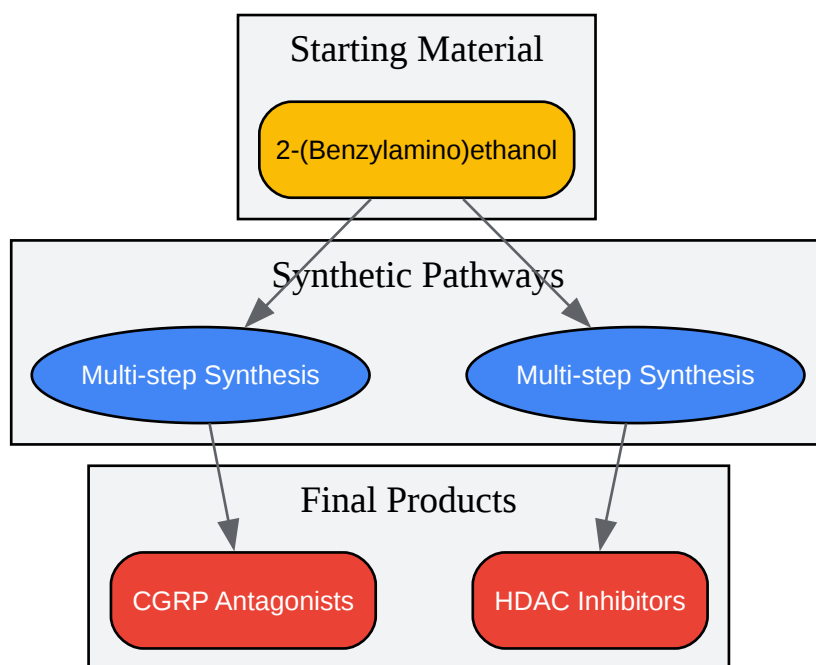 Starting Material
2-(Benzylamino)ethanol
Synthetic Pathways
Multi-step Synthesis
Multi-step Synthesis
Final Products
CGRP Antagonists
HDAC Inhibitors